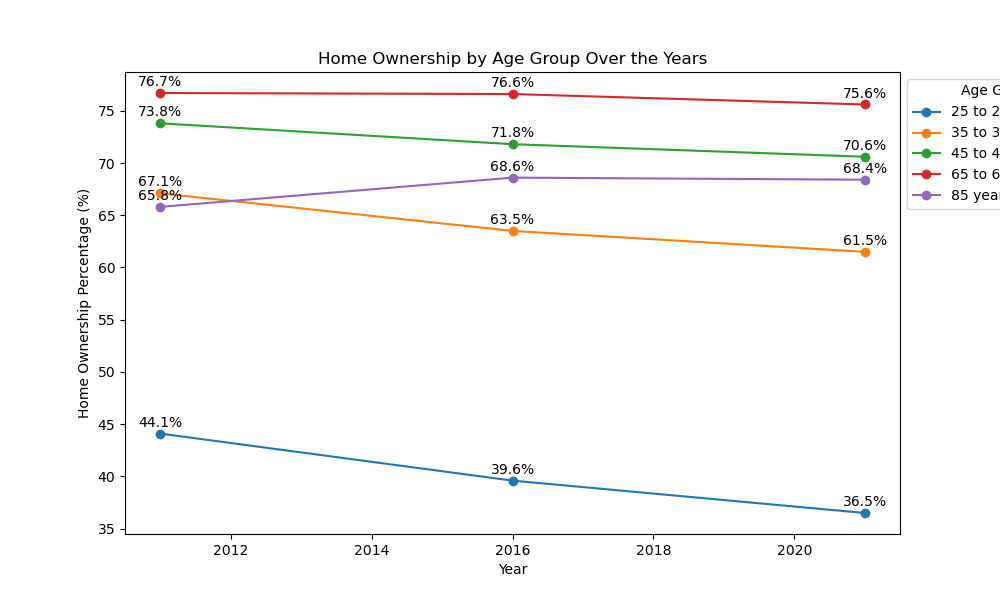 Home Ownership by Age Group Over the Years
76.7%
76.6%
75.6%
73.8%
71.8%
70.6%
67.1%
65.8%
68.6%
68.4%
63.5%
61.5%
44.1%
39.6%
36.5%
75
70
65
60
55
50
45
40
35
Home Ownership Percentage (%)
2012 2014 2016 2018 2020
Year
Age G
25 to 2
35 to 3
45 to 4
65 to 6
85 year